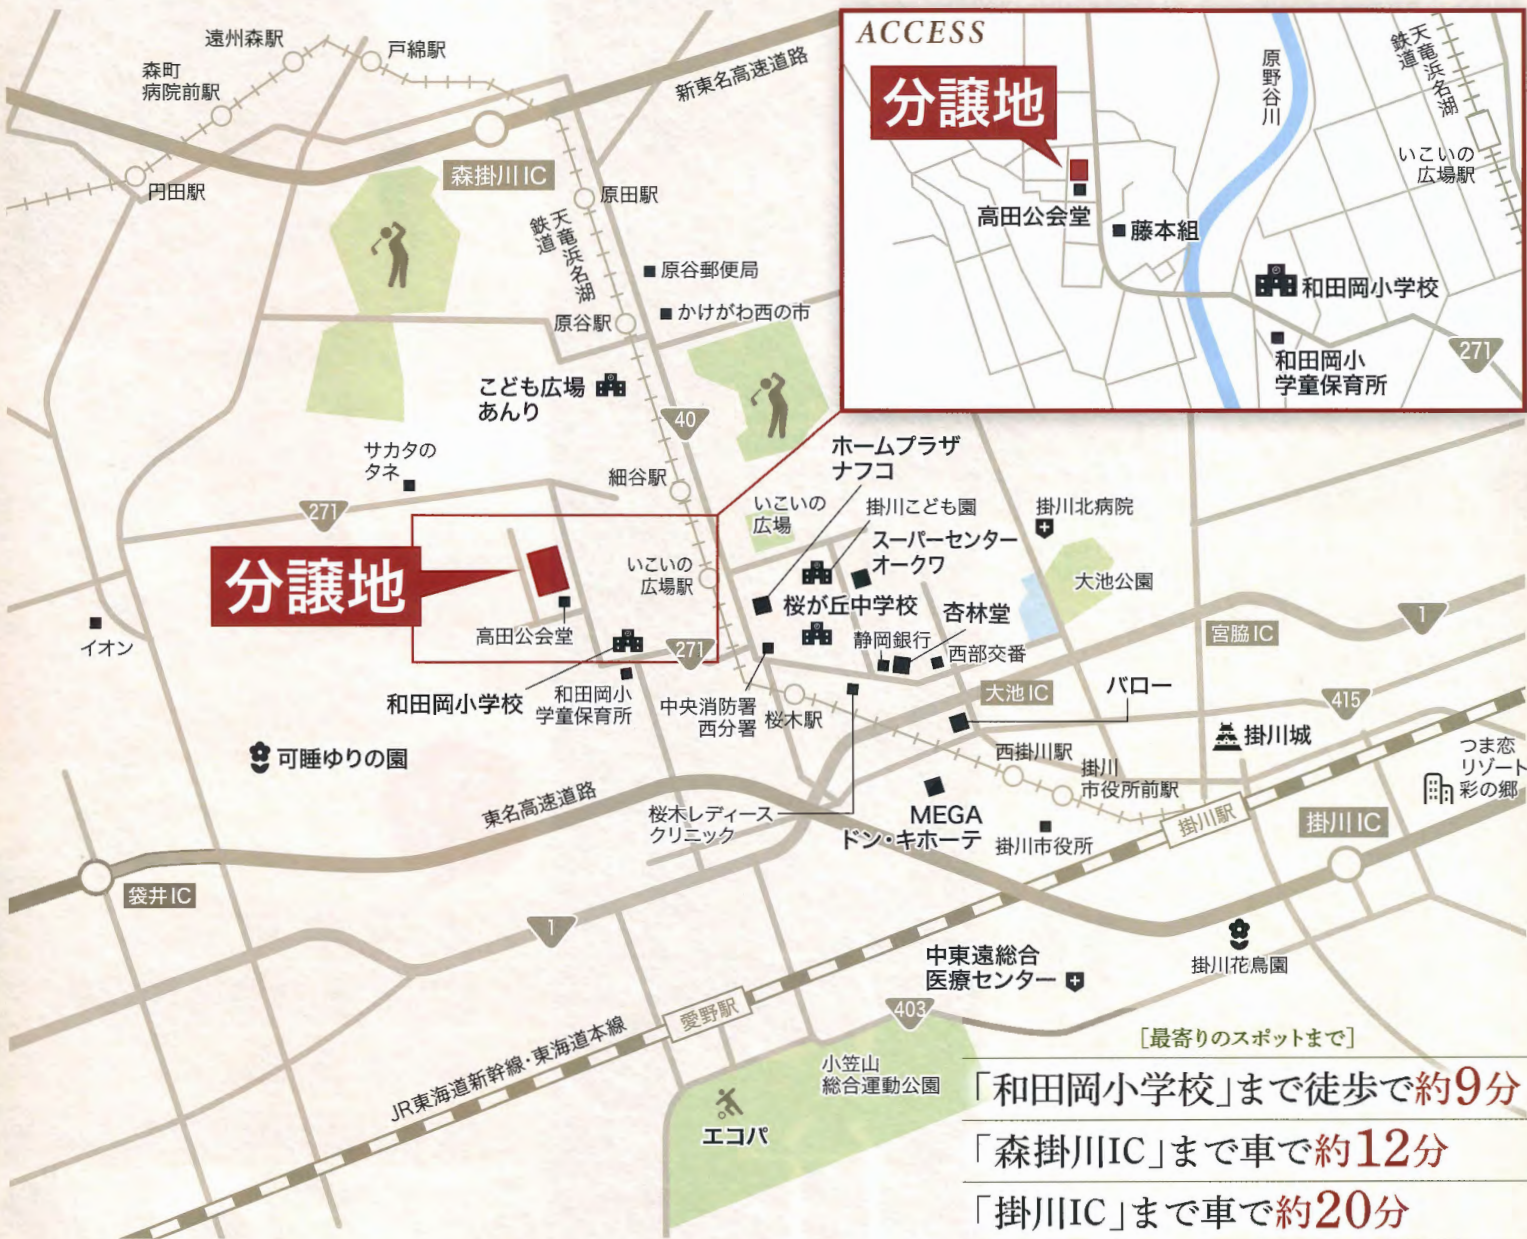 遠州森駅
戸綿駅
森町
病院前駅
円田駅
新東名高速道路
森掛川IC
原田駅
天竜浜名湖
鉄道
原谷郵便局
原谷駅
かけがわ西の市
こども広場
あんり
40
サカタの
タネ
細谷駅
271
ACCESS
分譲地
高田公会堂
藤本組
原野谷川
天竜浜名湖
鉄道
いこいの
広場駅
和田岡小学校
和田岡小
学童保育所
271
ホームプラザ
ナフコ
いこいの
広場
掛川こども園
掛川北病院
スーパーセンター
オークワ
大池公園
分譲地
いこいの
広場駅
桜が丘中学校
杏林堂
高田公会堂
静岡銀行
西部交番
宮脇IC
1
イオン
271
和田岡小学校
和田岡小
学童保育所
中央消防署
西分署
桜木駅
大池IC
バロー
415
可睡ゆりの園
掛川城
西掛川駅
掛川
市役所前駅
つま恋
リゾート
彩の郷
東名高速道路
桜木レディース
クリニック
MEGA
ドン・キホーテ
掛川市役所
掛川駅
掛川IC
袋井IC
1
中東遠総合
医療センター
掛川花鳥園
愛野駅
403
JR東海道新幹線・東海道本線
小笠山
総合運動公園
エコパ
［最寄りのスポットまで］
「和田岡小学校」まで徒歩で約9分
「森掛川IC」まで車で約12分
「掛川IC」まで車で約20分